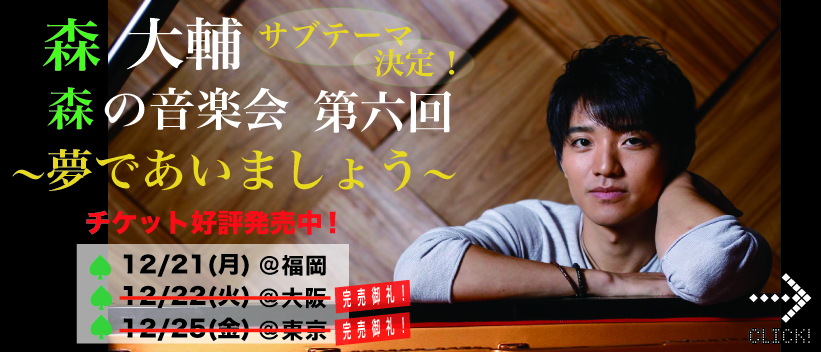 森 大輔 サブテーマ
決定！
森の音楽会 第六回
~夢であいましょう~
チケット好評発売中！
12/21(月) @福岡
12/22(火) @大阪 完売御礼！
12/25(金) @東京 完売御礼！
CLICK!